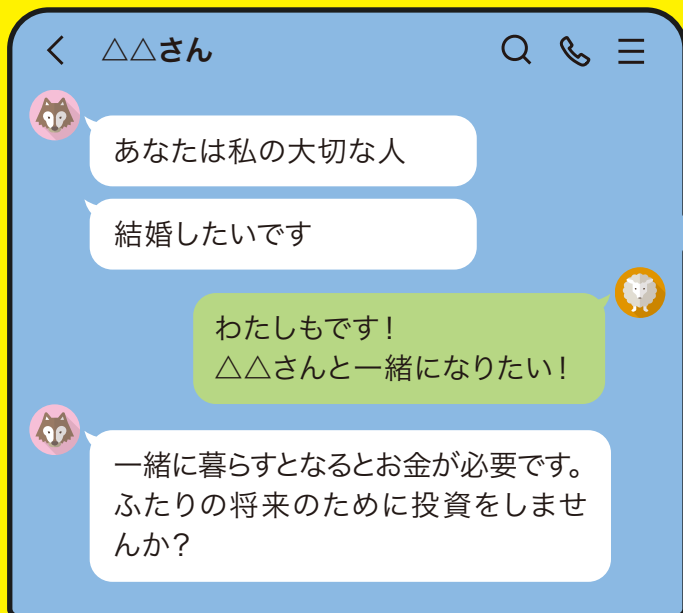 △△さん
あなたは私の大切な人
結婚したいです
わたしもです！
△△さんと一緒になりたい！
一緒に暮らすとなるとお金が必要です。
ふたりの将来のために投資をしませ
んか？